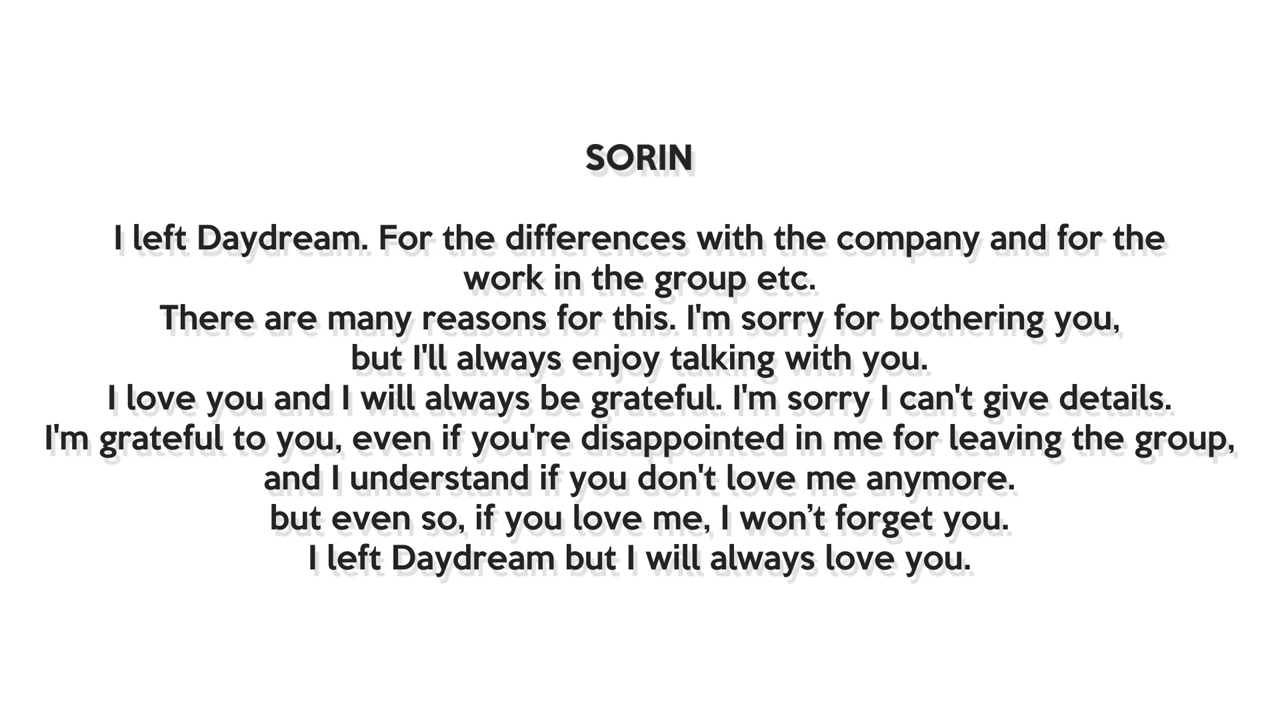 SORIN
I left Daydream. For the differences with the company and for the
work in the group etc.
There are many reasons for this. I'm sorry for bothering you,
but I'll always enjoy talking with you.
I love you and I will always be grateful. I'm sorry I can't give details.
I'm grateful to you, even if you're disappointed in me for leaving the group,
and I understand if you don't love me anymore.
but even so, if you love me, I won’t forget you.
I left Daydream but I will always love you.